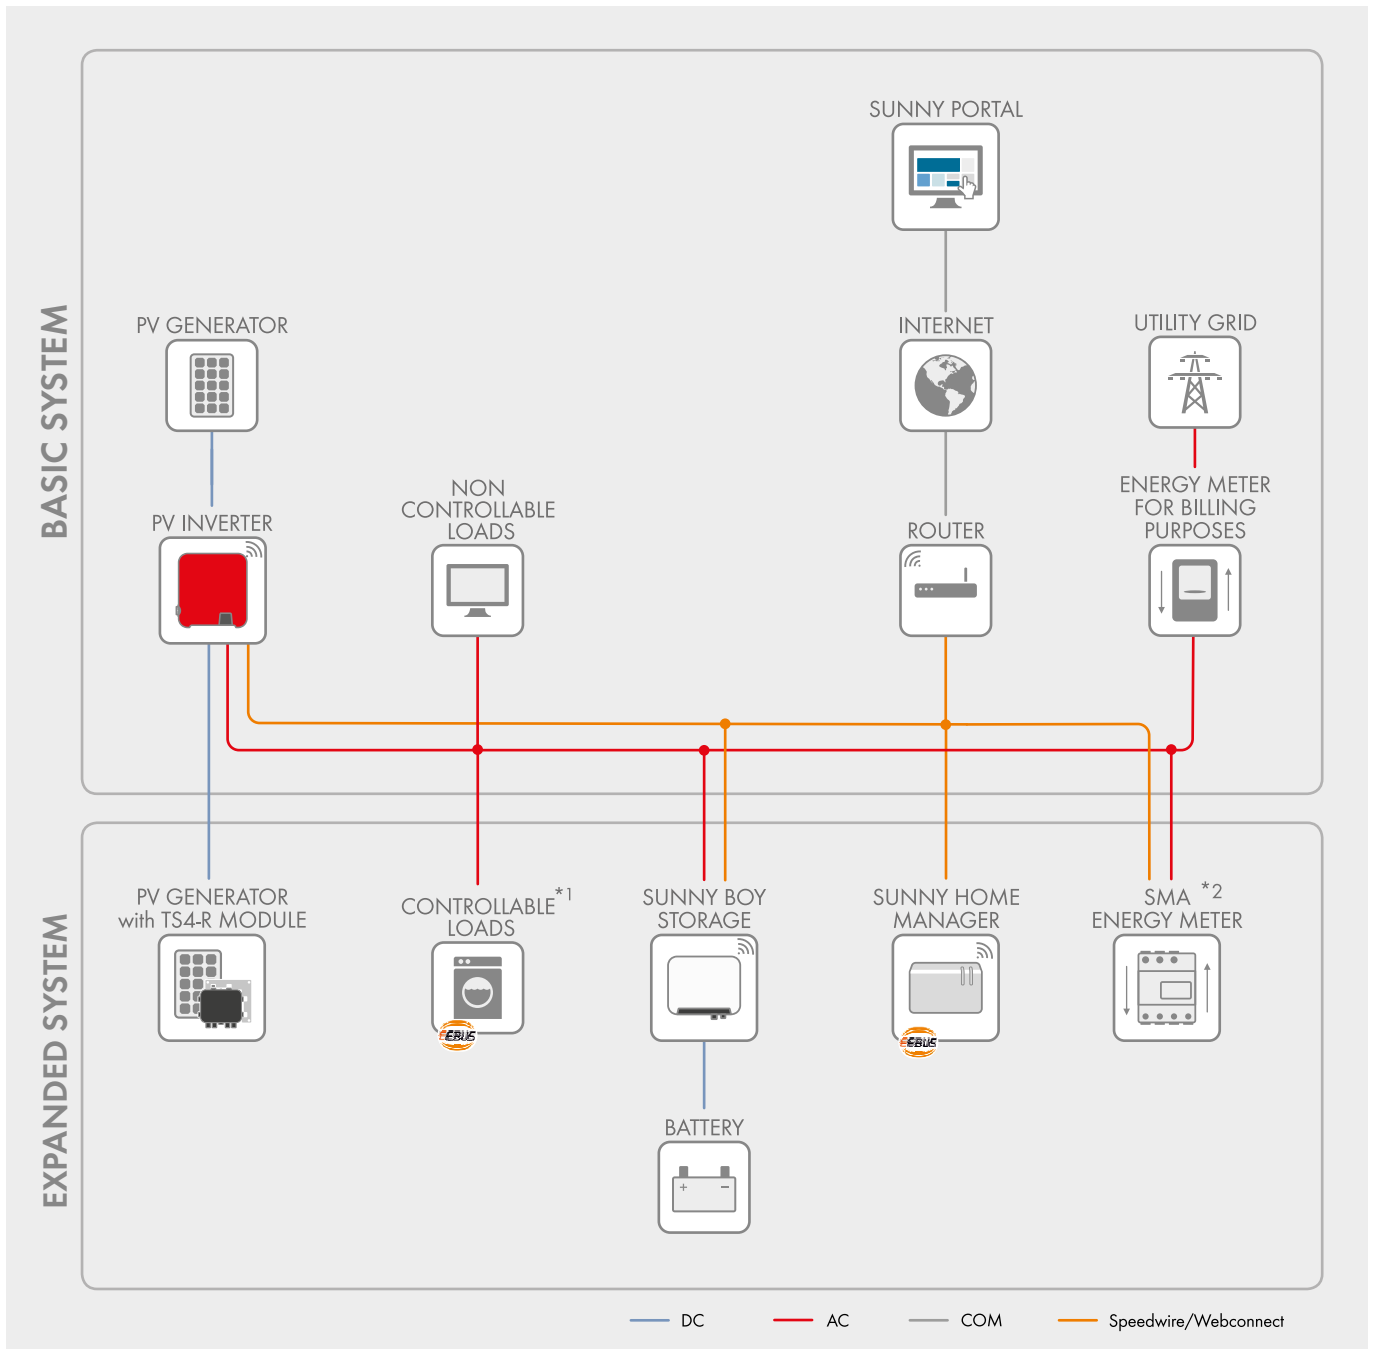 BASIC SYSTEM
SUNNY PORTAL
PV GENERATOR
INTERNET
UTILITY GRID
PV INVERTER
NON
CONTROLLABLE
LOADS
ROUTER
ENERGY METER
FOR BILLING
PURPOSES
EXPANDED SYSTEM
PV GENERATOR
with TS4-R MODULE
CONTROLLABLE*1
LOADS
EEBUS
SUNNY BOY
STORAGE
SUNNY HOME
MANAGER
EEBUS
SMA *2
ENERGY METER
BATTERY
+ −
DC
AC
COM
Speedwire/Webconnect